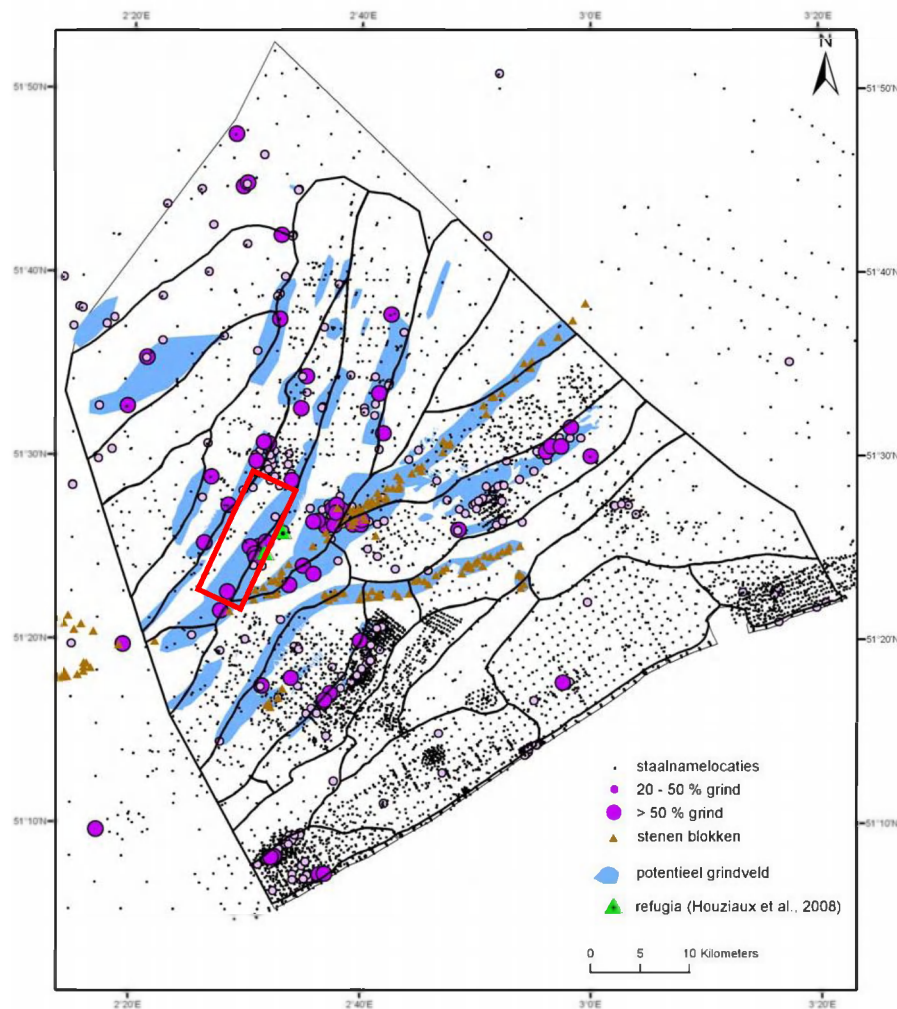 2°20'E 2°40'E 3°0'E 3°20'E
N
51°50'N 51°50'N
51°40'N 51°40'N
51°30'N 51°30'N
51°20'N 51°20'N
staalnamelocaties
20 - 50 % grind
> 50 % grind
51°10'N 51°10'N
stenen blokken
potentieel grindveld
refugia (Houziaux et al., 2008)
0 5 10 Kilometers
2°20'E 2°40'E 3°0'E 3°20'E